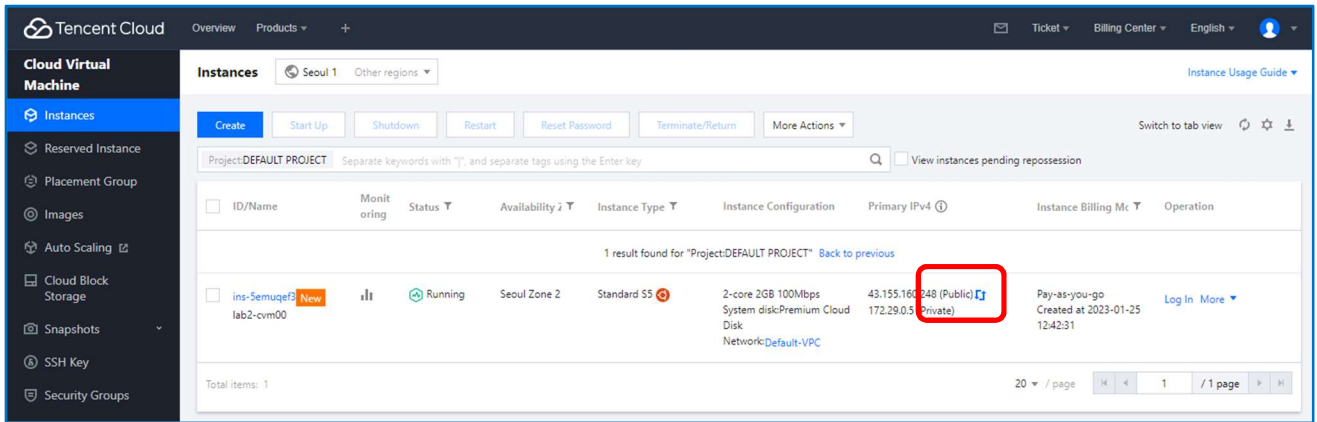 Tencent Cloud Overview Products + Ticket Billing Center English
Cloud Virtual Machine
Instances
Reserved Instance
Placement Group
Images
Auto Scaling
Cloud Block Storage
Snapshots
SSH Key
Security Groups
Instances Seoul 1 Other regions Instance Usage Guide
Create Start Up Shutdown Restart Reset Password Terminate/Return More Actions Switch to tab view
Project:DEFAULT PROJECT Separate keywords with "|", and separate tags using the Enter key View instances pending repossession
ID/Name Monitoring Status Availability Instance Type Instance Configuration Primary IPv4 Instance Billing Mc Operation
1 result found for "Project:DEFAULT PROJECT" Back to previous
ins-5emuqef3 New Running Seoul Zone 2 Standard S5 2-core 2GB 100Mbps 43.155.160.248 (Public) Pay-as-you-go Log In More
lab2-cvm00 System disk:Premium Cloud 172.29.0.5 (Private) Created at 2023-01-25
Disk 12:42:31
Network:Default-VPC
Total items: 1 20 / page 1 / 1 page